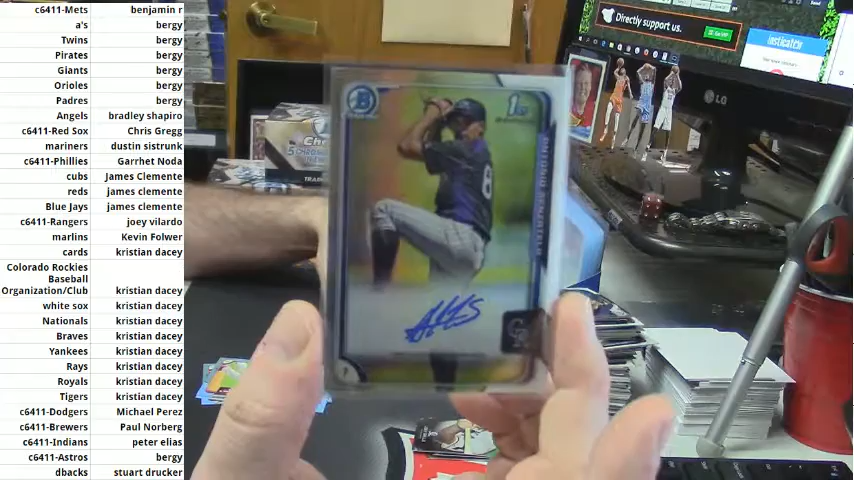 c6411-Mets benjamin r
a's bergy
Twins bergy
Pirates bergy
Giants bergy
Orioles bergy
Padres bergy
Angels bradley shapiro
c6411-Red Sox Chris Gregg
mariners dustin sistrunk
c6411-Phillies Garrhet Noda
cubs James Clemente
reds james clemente
Blue Jays james clemente
c6411-Rangers joey vilardo
marlins Kevin Folwer
cards kristian dacey
Colorado Rockies
Baseball
Organization/Club kristian dacey
white sox kristian dacey
Nationals kristian dacey
Braves kristian dacey
Yankees kristian dacey
Rays kristian dacey
Royals kristian dacey
Tigers kristian dacey
c6411-Dodgers Michael Perez
c6411-Brewers Paul Norberg
c6411-Indians peter elias
c6411-Astros bergy
dbacks stuart drucker
Directly support us.
insticatch
LG
B
1st
8
CR